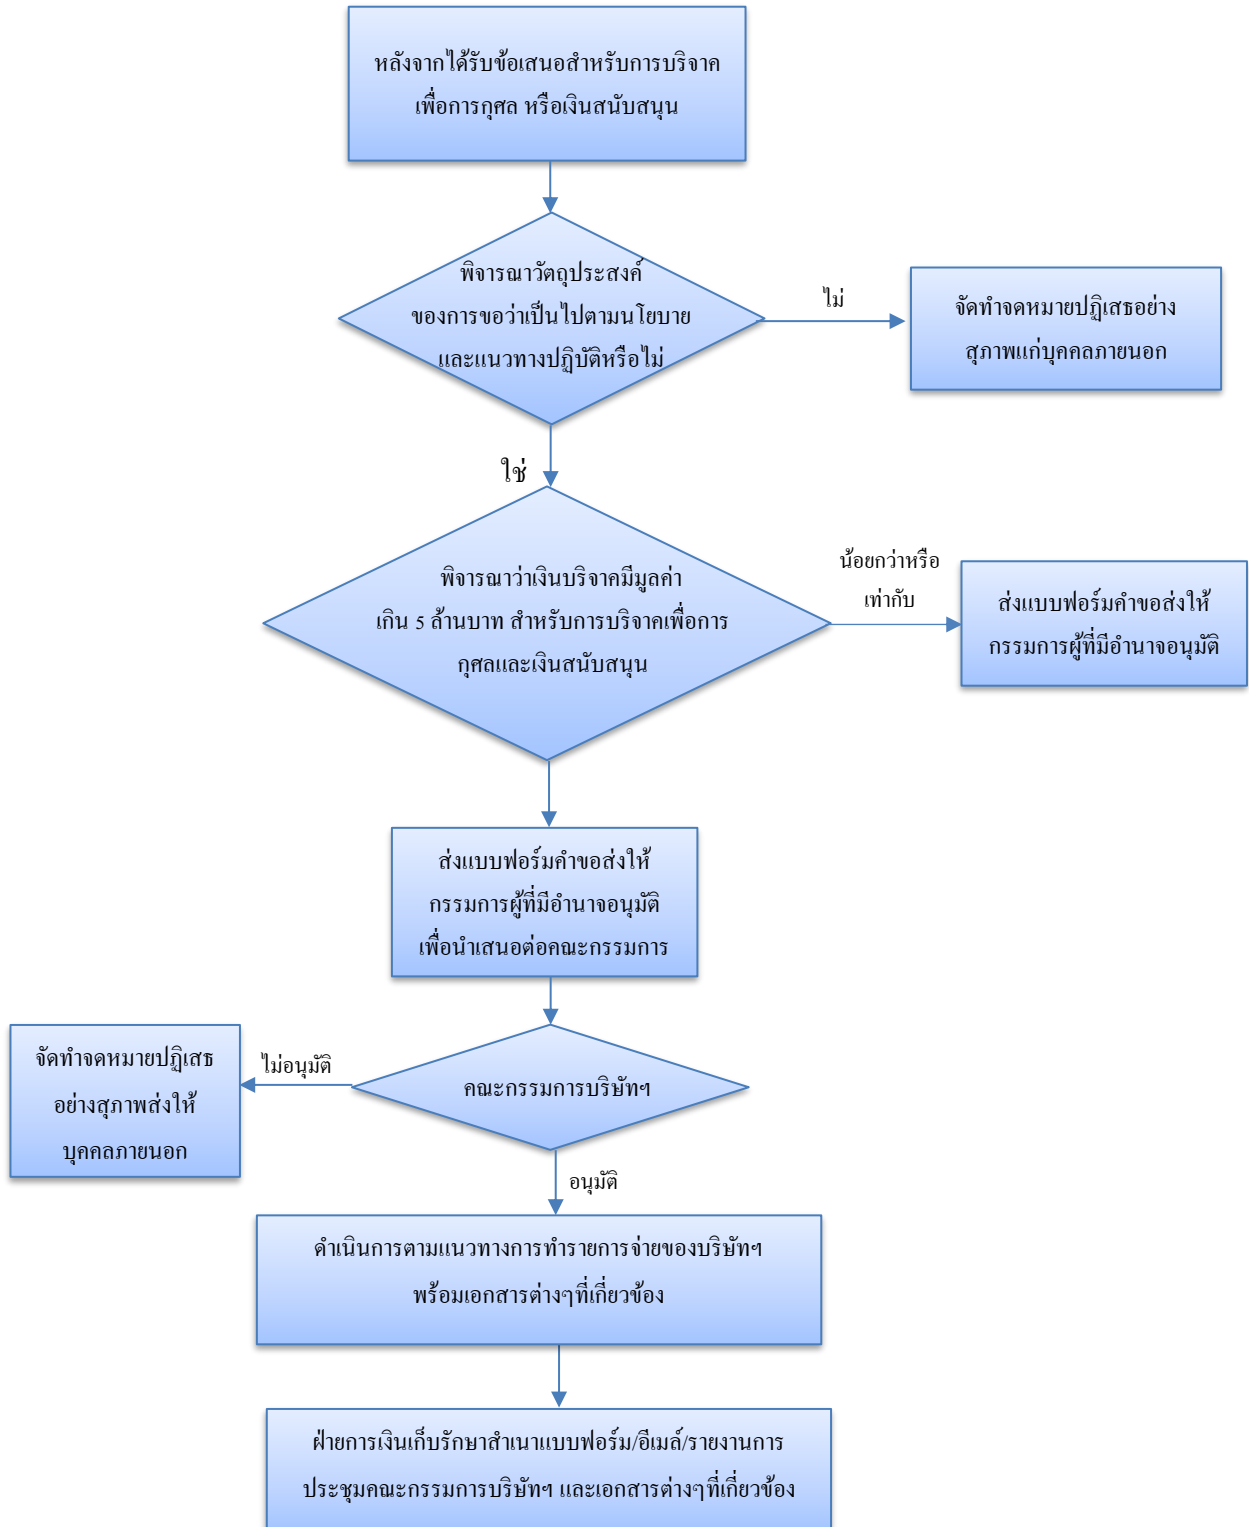 หลังจากได้รับข้อเสนอสำหรับการบริจาค
เพื่อการกุศล หรือเงินสนับสนุน
พิจารณาวัตถุประสงค์
ของการขอว่าเป็นไปตามนโยบาย
และแนวทางปฏิบัติหรือไม่
ไม่
จัดทำจดหมายปฏิเสธอย่าง
สุภาพแก่บุคคลภายนอก
ใช่
พิจารณาว่าเงินบริจาคมีมูลค่า
เกิน 5 ล้านบาท สำหรับการบริจาคเพื่อการ
กุศลและเงินสนับสนุน
น้อยกว่าหรือ
เท่ากับ
ส่งแบบฟอร์มคำขอส่งให้
กรรมการผู้ที่มีอำนาจอนุมัติ
ส่งแบบฟอร์มคำขอส่งให้
กรรมการผู้ที่มีอำนาจอนุมัติ
เพื่อนำเสนอต่อคณะกรรมการ
คณะกรรมการบริษัทฯ
ไม่อนุมัติ
จัดทำจดหมายปฏิเสธ
อย่างสุภาพส่งให้
บุคคลภายนอก
อนุมัติ
ดำเนินการตามแนวทางการทำรายการจ่ายของบริษัทฯ
พร้อมเอกสารต่างๆที่เกี่ยวข้อง
ฝ่ายการเงินเก็บรักษาสำเนาแบบฟอร์ม/อีเมล์/รายงานการ
ประชุมคณะกรรมการบริษัทฯ และเอกสารต่างๆที่เกี่ยวข้อง